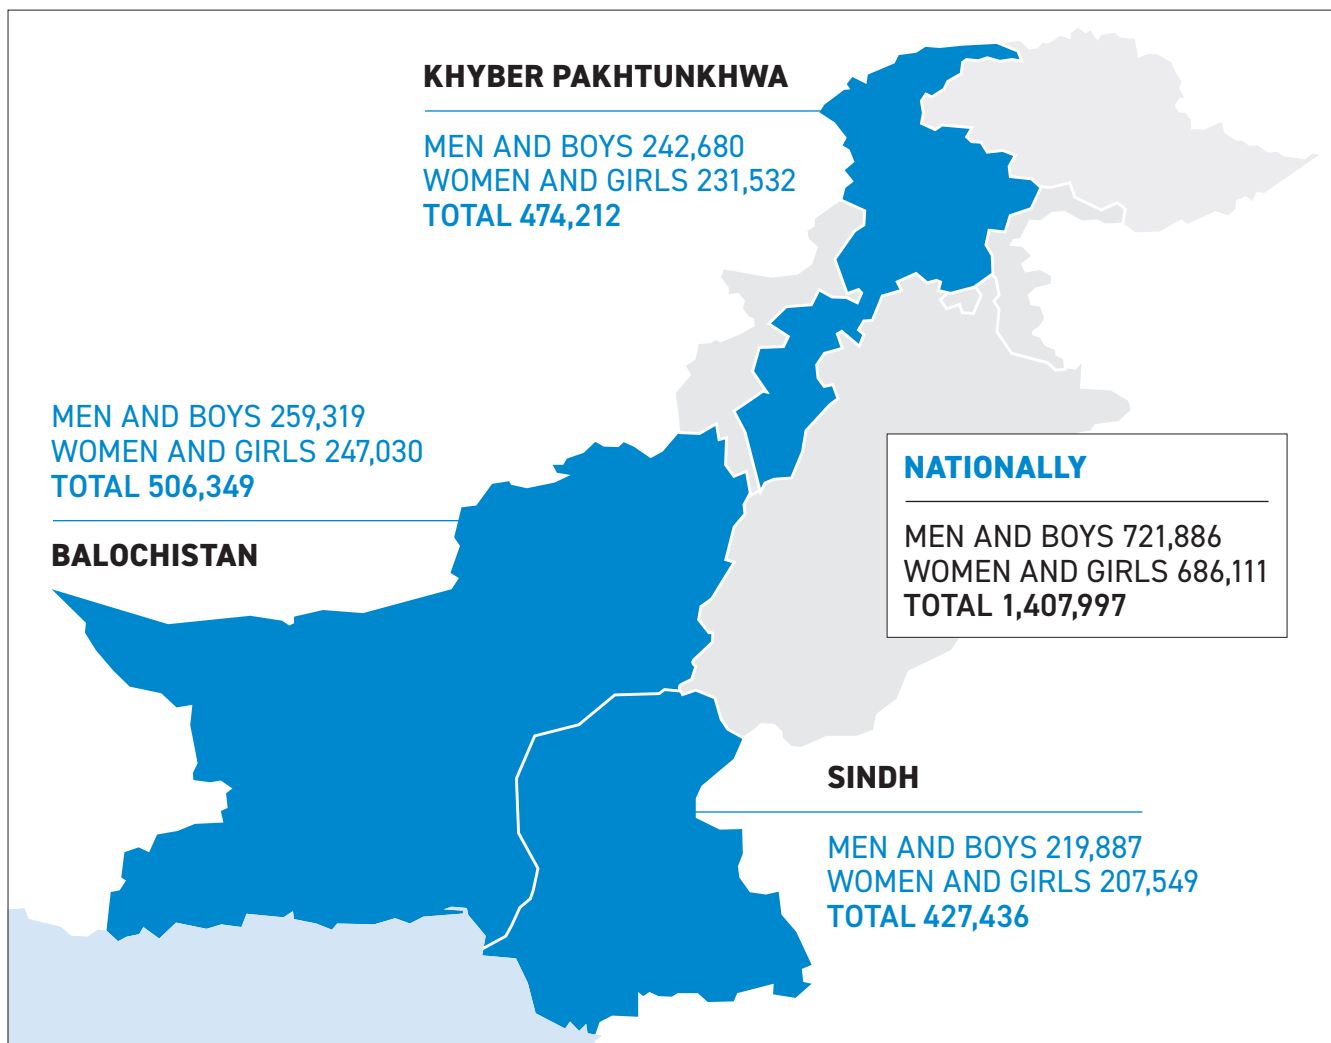 KHYBER PAKHTUNKHWA
MEN AND BOYS 242,680
WOMEN AND GIRLS 231,532
TOTAL 474,212
MEN AND BOYS 259,319
WOMEN AND GIRLS 247,030
TOTAL 506,349
BALOCHISTAN
NATIONALLY
MEN AND BOYS 721,886
WOMEN AND GIRLS 686,111
TOTAL 1,407,997
SINDH
MEN AND BOYS 219,887
WOMEN AND GIRLS 207,549
TOTAL 427,436